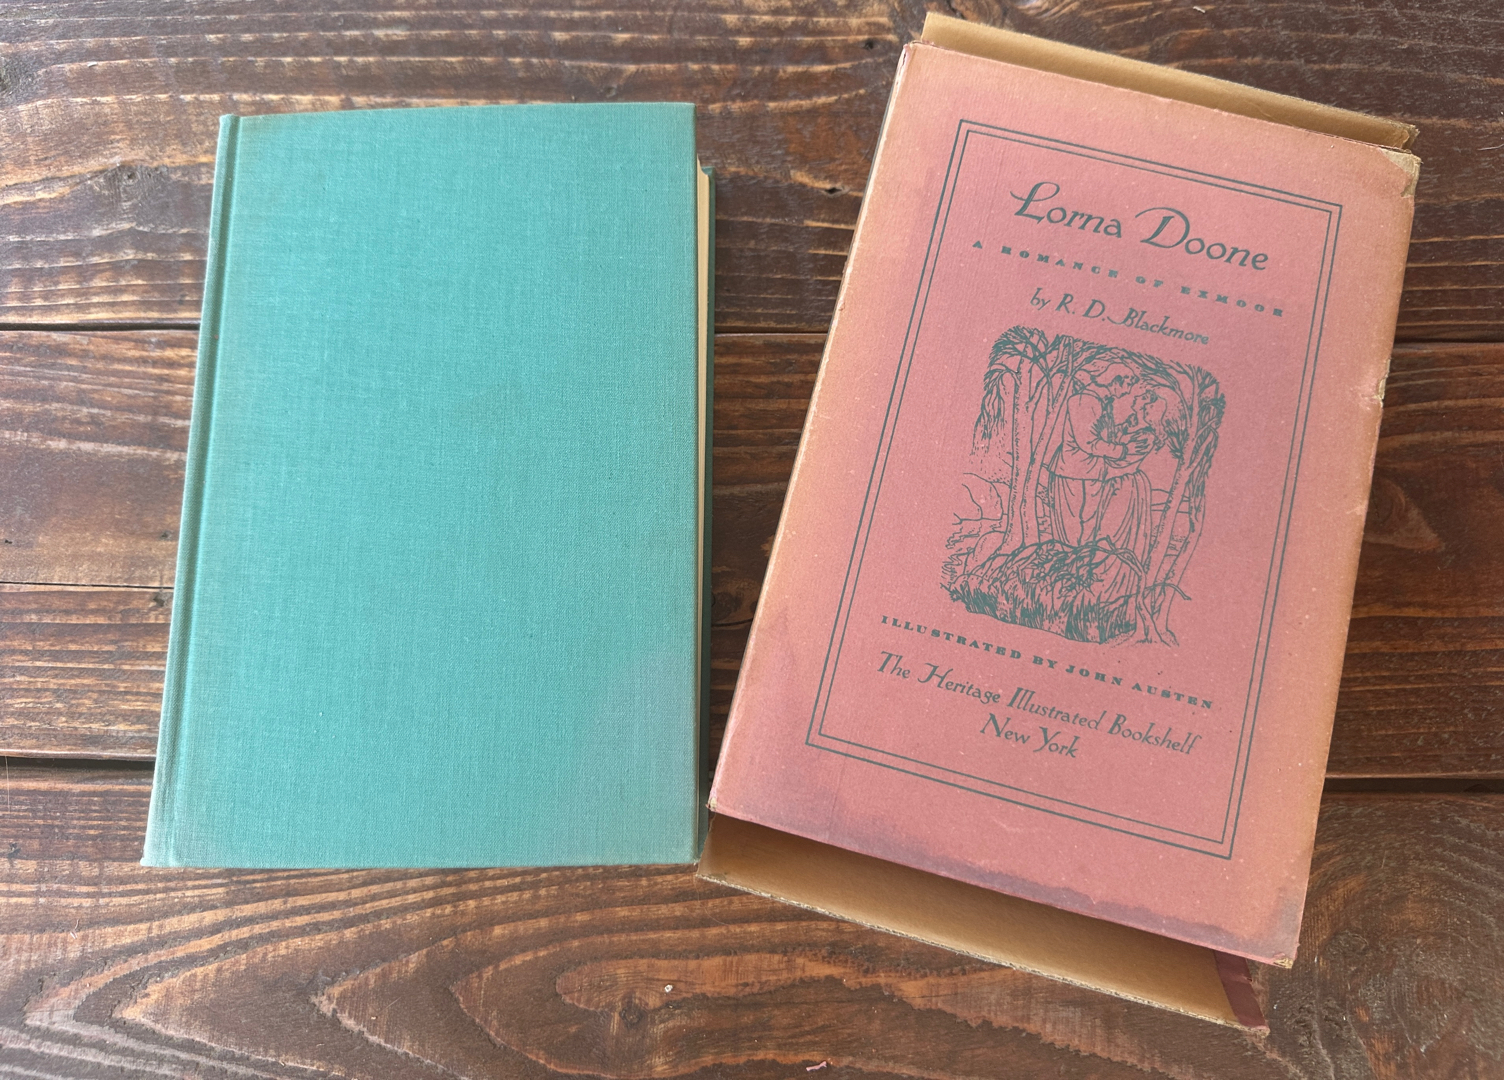 Lorna Doone
A ROMANCE OF EXMOOR
by R. D. Blackmore
ILLUSTRATED BY JOHN AUSTEN
The Heritage Illustrated Bookshelf
New York